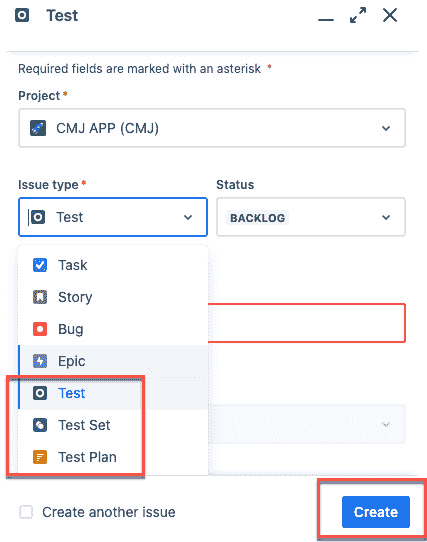 Test
Required fields are marked with an asterisk *
Project *
CMJ APP (CMJ)
Issue type * Status
Test BACKLOG
Task
Story
Bug
Epic
Test
Test Set
Test Plan
Create another issue Create